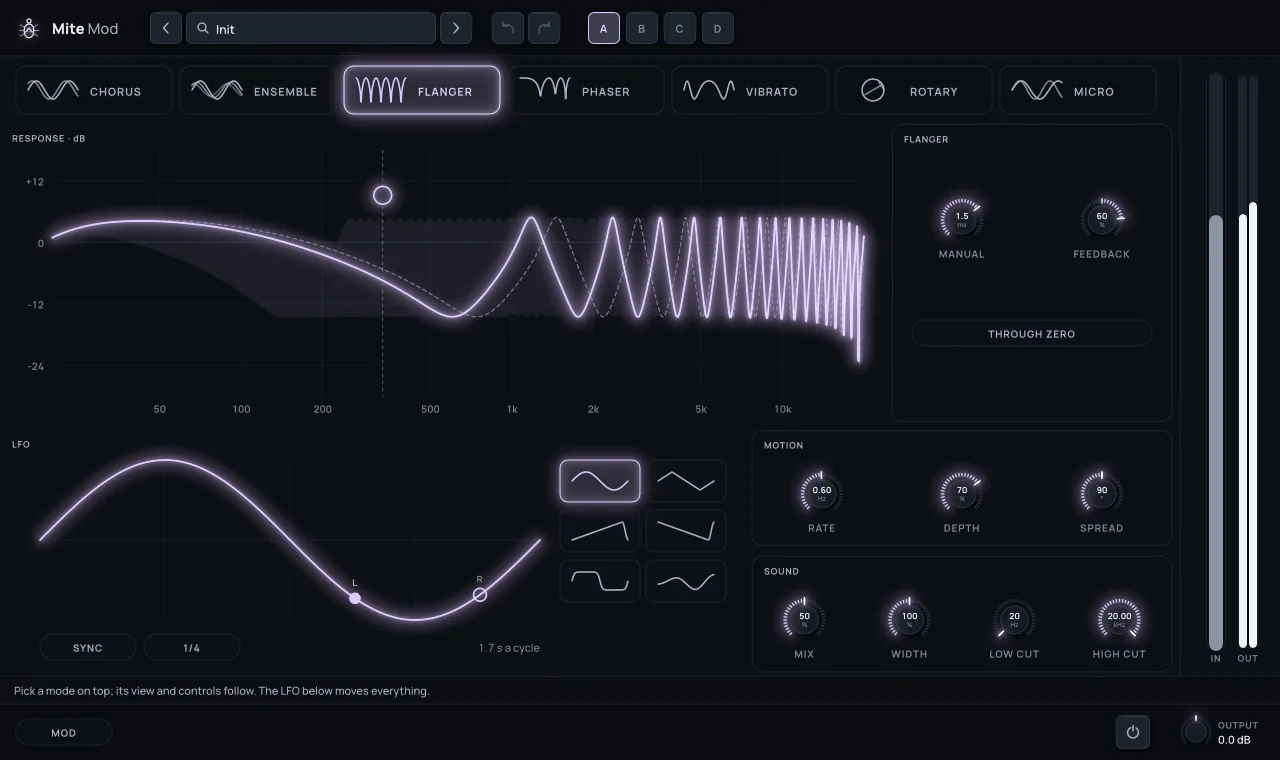 Mite Mod
Init
A B C D
CHORUS ENSEMBLE FLANGER PHASER VIBRATO ROTARY MICRO
RESPONSE · dB
+12
0
-12
-24
50 100 200 500 1k 2k 5k 10k
FLANGER
1.5 ms
60 %
MANUAL FEEDBACK
THROUGH ZERO
LFO
L
R
SYNC 1/4
1.7 s a cycle
MOTION
0.60 Hz
70 %
90 °
RATE DEPTH SPREAD
SOUND
50 %
100 %
20 Hz
20.00 kHz
MIX WIDTH LOW CUT HIGH CUT
IN OUT
Pick a mode on top; its view and controls follow. The LFO below moves everything.
MOD
OUTPUT
0.0 dB